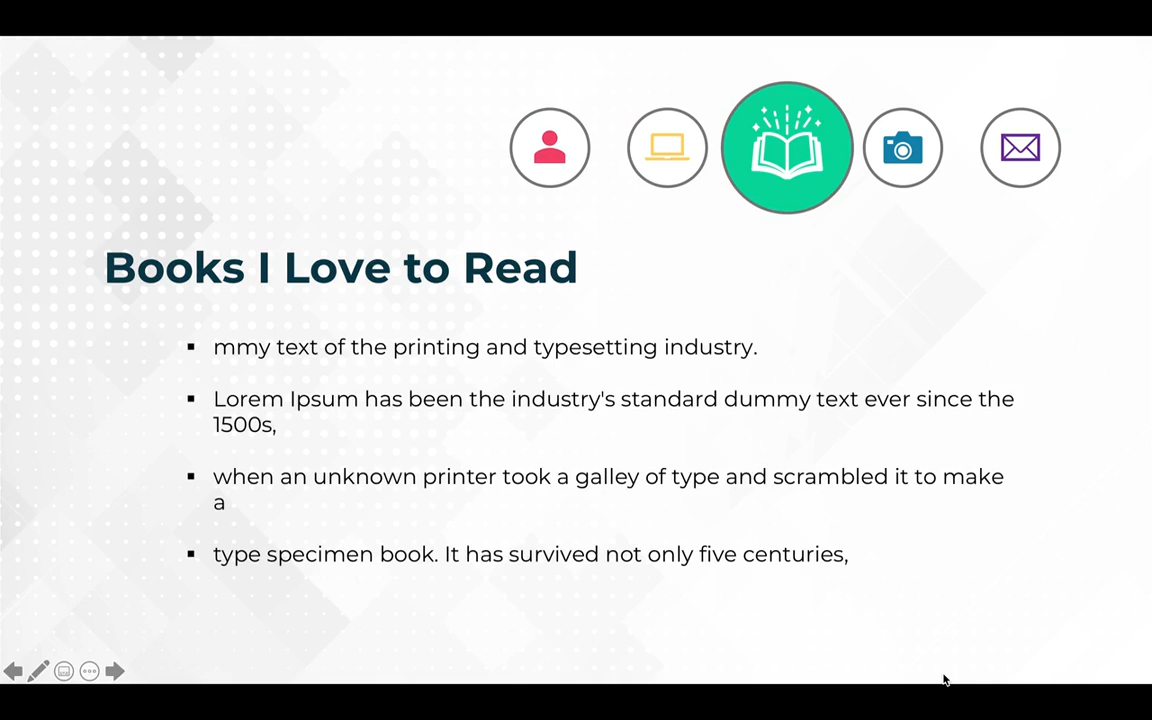 Books I Love to Read
mmy text of the printing and typesetting industry.
Lorem Ipsum has been the industry's standard dummy text ever since the
1500s,
when an unknown printer took a galley of type and scrambled it to make
a
type specimen book. It has survived not only five centuries,